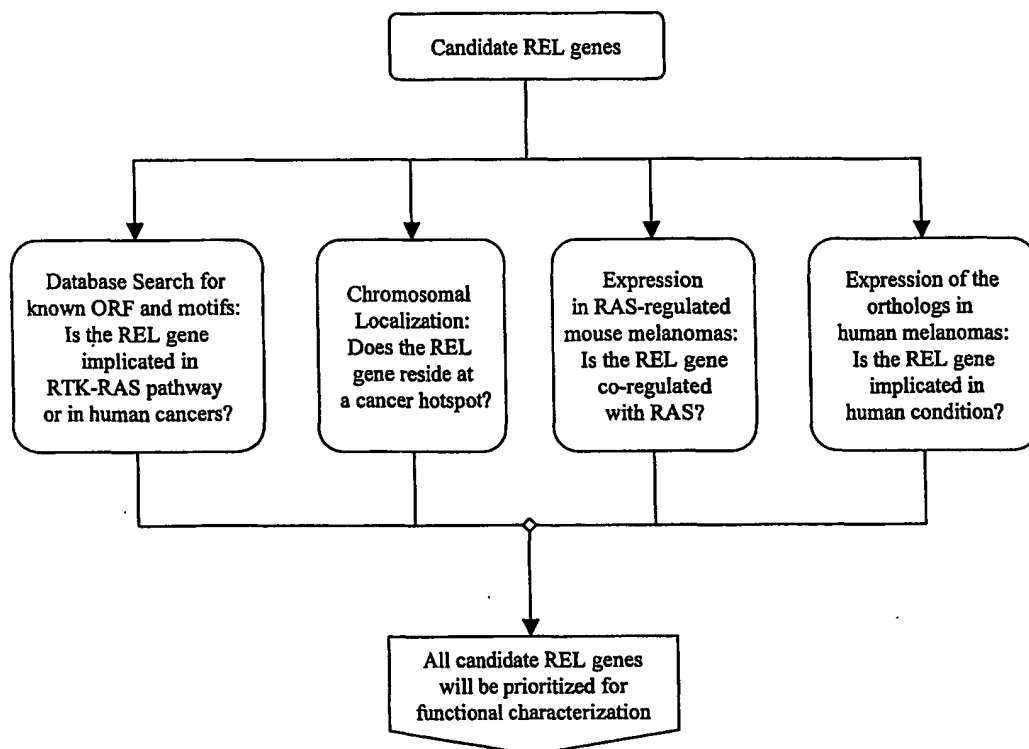 Candidate REL genes
Database Search for
known ORF and motifs:
Is the REL gene
implicated in
RTK-RAS pathway
or in human cancers?
Chromosomal
Localization:
Does the REL
gene reside at
a cancer hotspot?
Expression
in RAS-regulated
mouse melanomas:
Is the REL gene
co-regulated
with RAS?
Expression of the
orthologs in
human melanomas:
Is the REL gene
implicated in
human condition?
All candidate REL genes
will be prioritized for
functional characterization